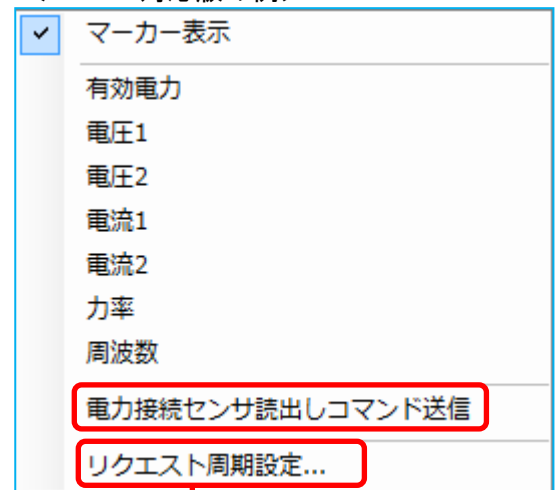 マーカー表示
有効電力
電圧1
電圧2
電流1
電流2
力率
周波数
電力接続センサ読出しコマンド送信
リクエスト周期設定...